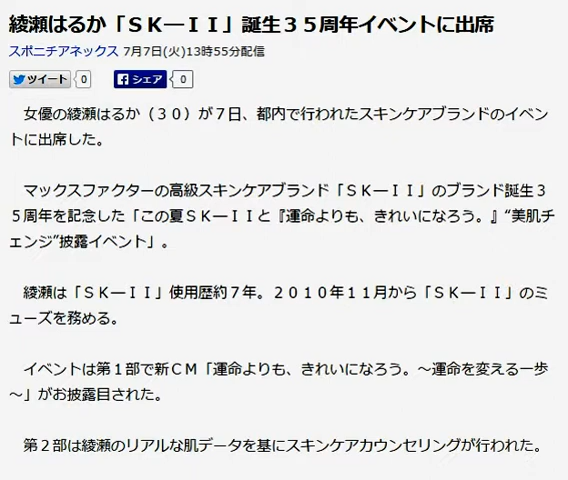 綾瀬はるか「ＳＫ―ＩＩ」誕生３５周年イベントに出席
スポニチアネックス 7月7日(火)13時55分配信
ツイート 0 シェア 0
　女優の綾瀬はるか（３０）が７日、都内で行われたスキンケアブランドのイベン
トに出席した。
　マックスファクターの高級スキンケアブランド「ＳＫ―ＩＩ」のブランド誕生３
５周年を記念した「この夏ＳＫ―ＩＩと『運命よりも、きれいになろう。』“美肌チ
ェンジ”披露イベント」。
　綾瀬は「ＳＫ―ＩＩ」使用歴約７年。２０１０年１１月から「ＳＫ―ＩＩ」のミ
ューズを務める。
　イベントは第１部で新ＣＭ「運命よりも、きれいになろう。～運命を変える一歩
～」がお披露目された。
　第２部は綾瀬のリアルな肌データを基にスキンケアカウンセリングが行われた。